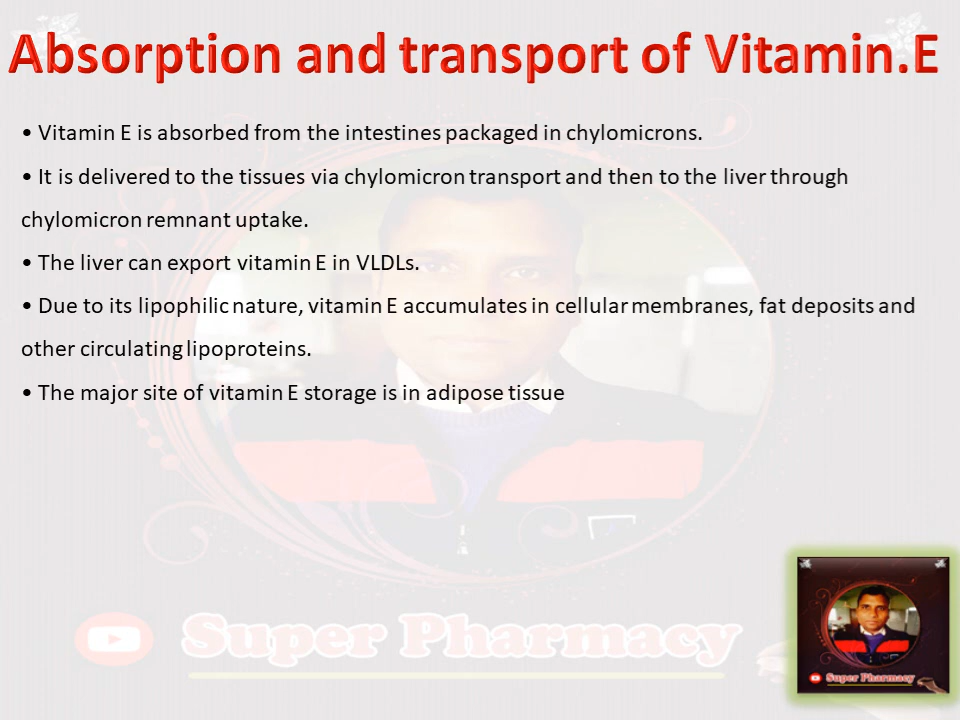 Absorption and transport of Vitamin.E
• Vitamin E is absorbed from the intestines packaged in chylomicrons.
• It is delivered to the tissues via chylomicron transport and then to the liver through
chylomicron remnant uptake.
• The liver can export vitamin E in VLDLs.
• Due to its lipophilic nature, vitamin E accumulates in cellular membranes, fat deposits and
other circulating lipoproteins.
• The major site of vitamin E storage is in adipose tissue
Super Pharmacy
Super Pharmacy